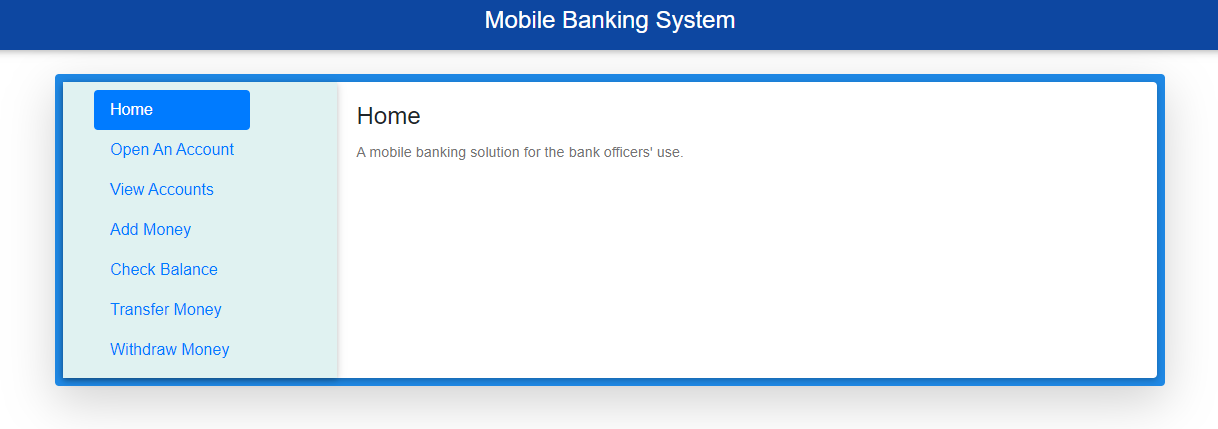 Mobile Banking System
Home
Open An Account
View Accounts
Add Money
Check Balance
Transfer Money
Withdraw Money
Home
A mobile banking solution for the bank officers' use.